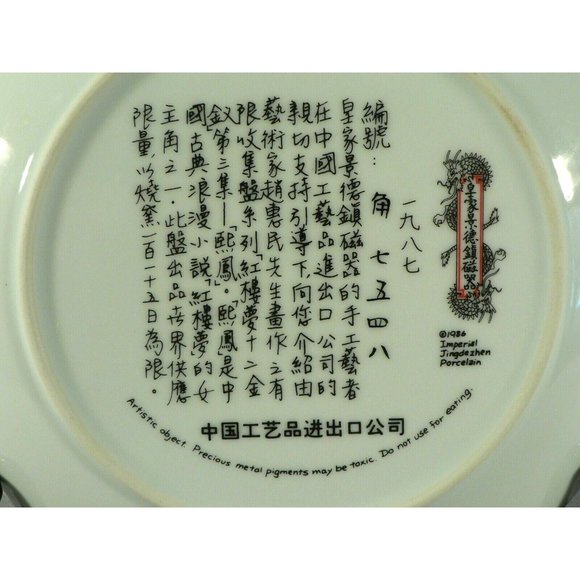 編號：角 七五四八
一九八七
皇家景德鎮磁器的手工藝者
在中國工藝品進出口公司的
親切支持引導下向您介紹由
藝術家趙惠民先生畫作之有
限收集盤系列「紅樓夢十二金
釵」第三集—「熙鳳」。「熙鳳」是中
國古典浪漫小說「紅樓夢」的女
主角之一．此盤出品世界供應
限量，以燒窯一百一十五日為限．
皇家景德鎮磁器
©1986
Imperial
Jingdezhen
Porcelain
中国工艺品进出口公司
Artistic object. Precious metal pigments may be toxic. Do not use for eating.